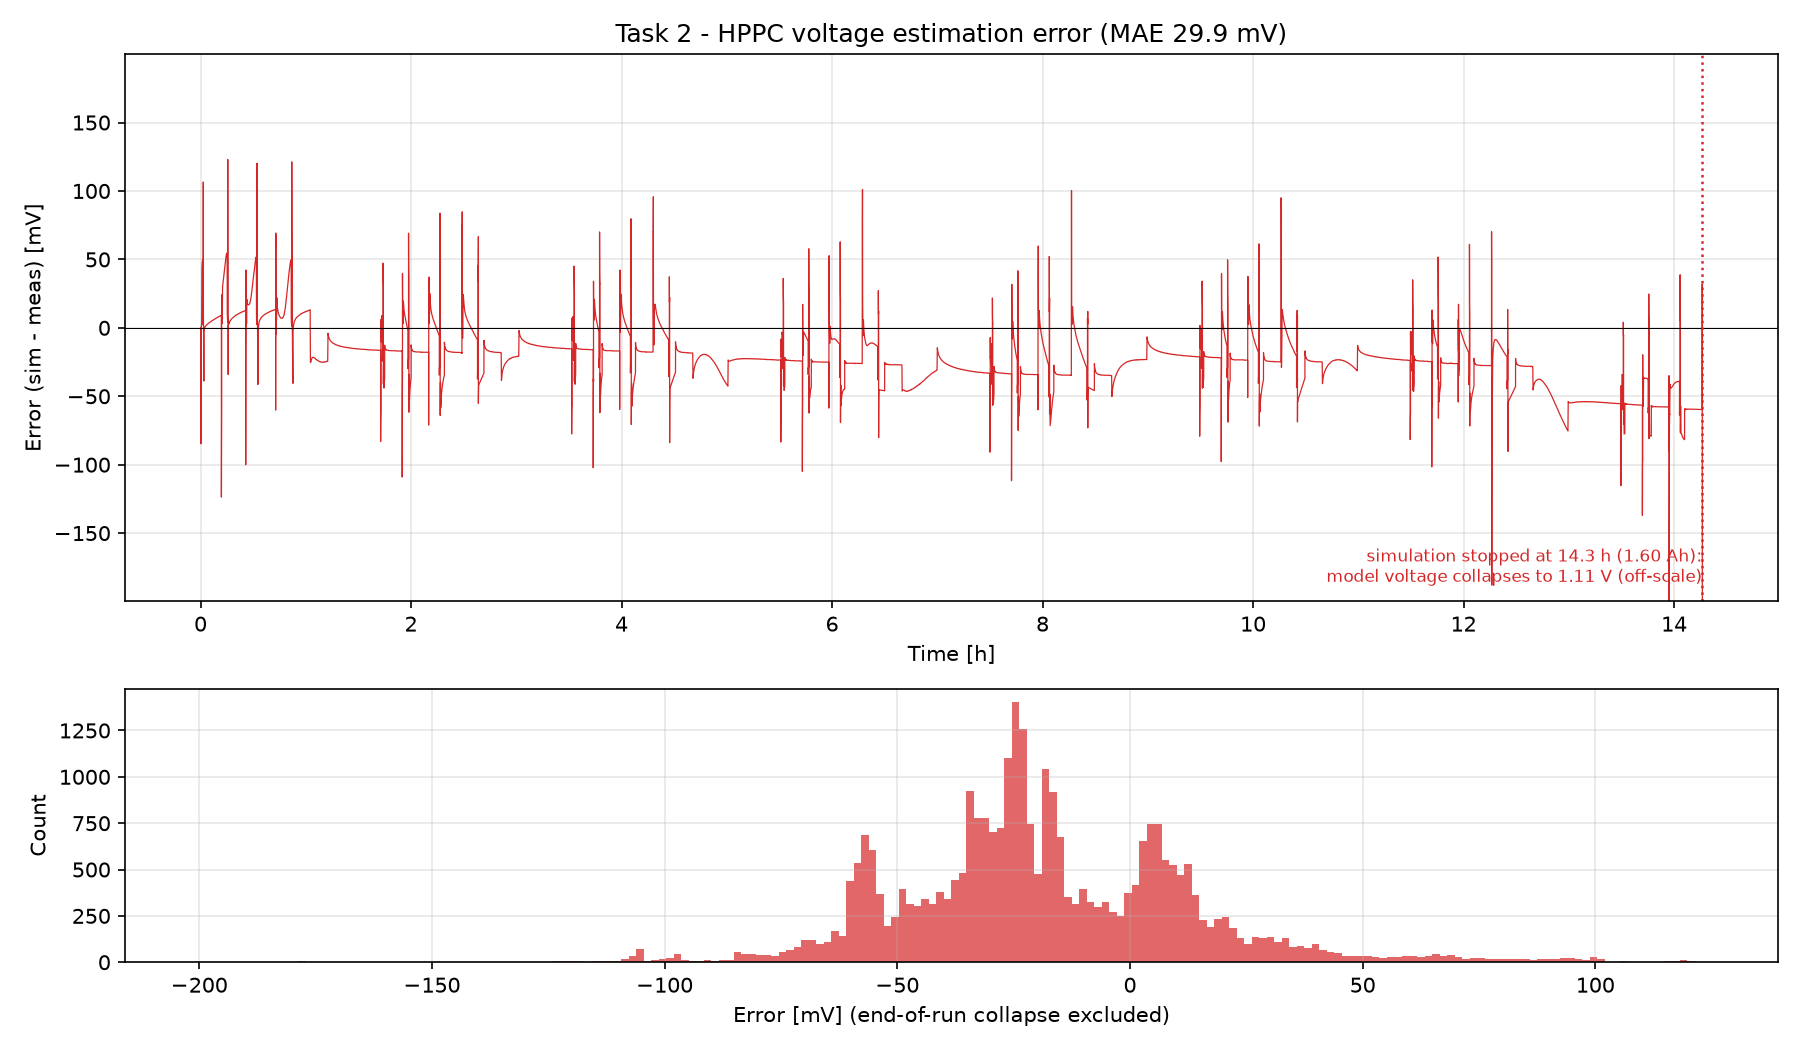 Task 2 - HPPC voltage estimation error (MAE 29.9 mV)
Error (sim - meas) [mV]
150
100
50
0
−50
−100
−150
simulation stopped at 14.3 h (1.60 Ah):
model voltage collapses to 1.11 V (off-scale)
0 2 4 6 8 10 12 14
Time [h]
Count
1250
1000
750
500
250
0
−200 −150 −100 −50 0 50 100
Error [mV] (end-of-run collapse excluded)